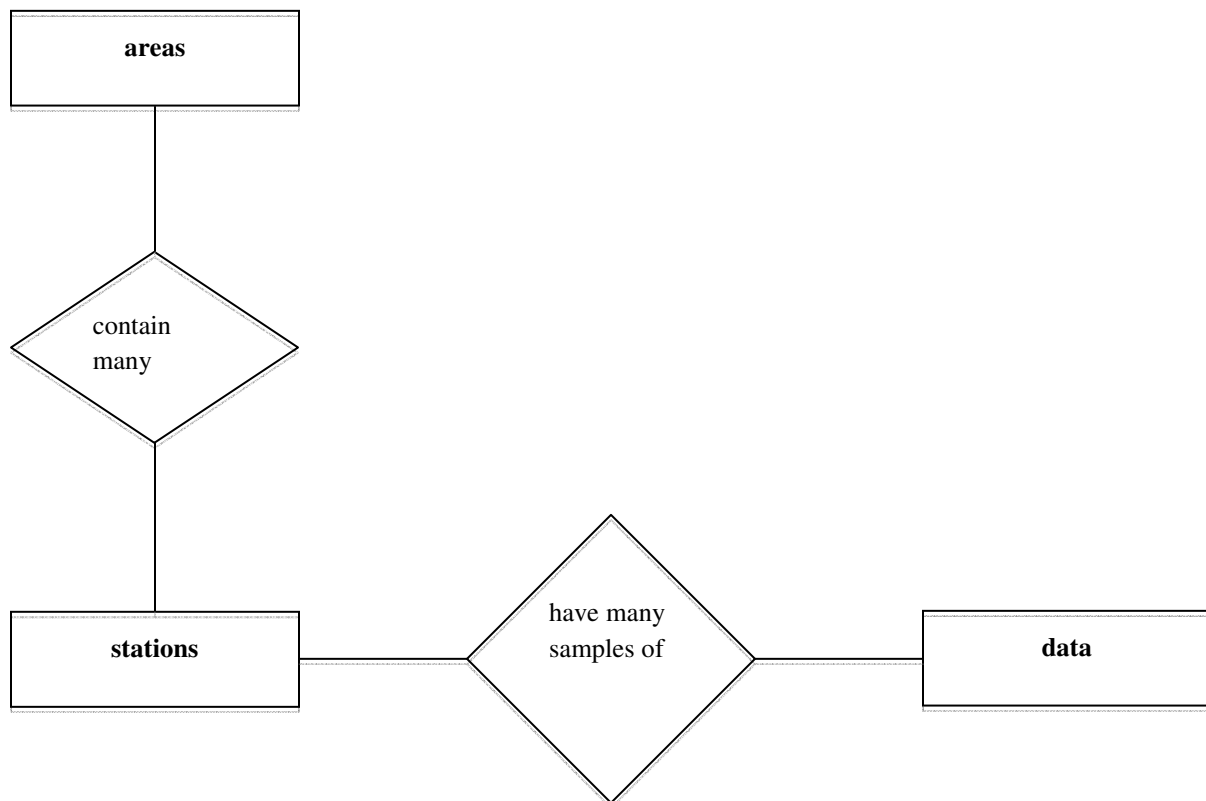 areas
contain
many
stations
have many
samples of
data